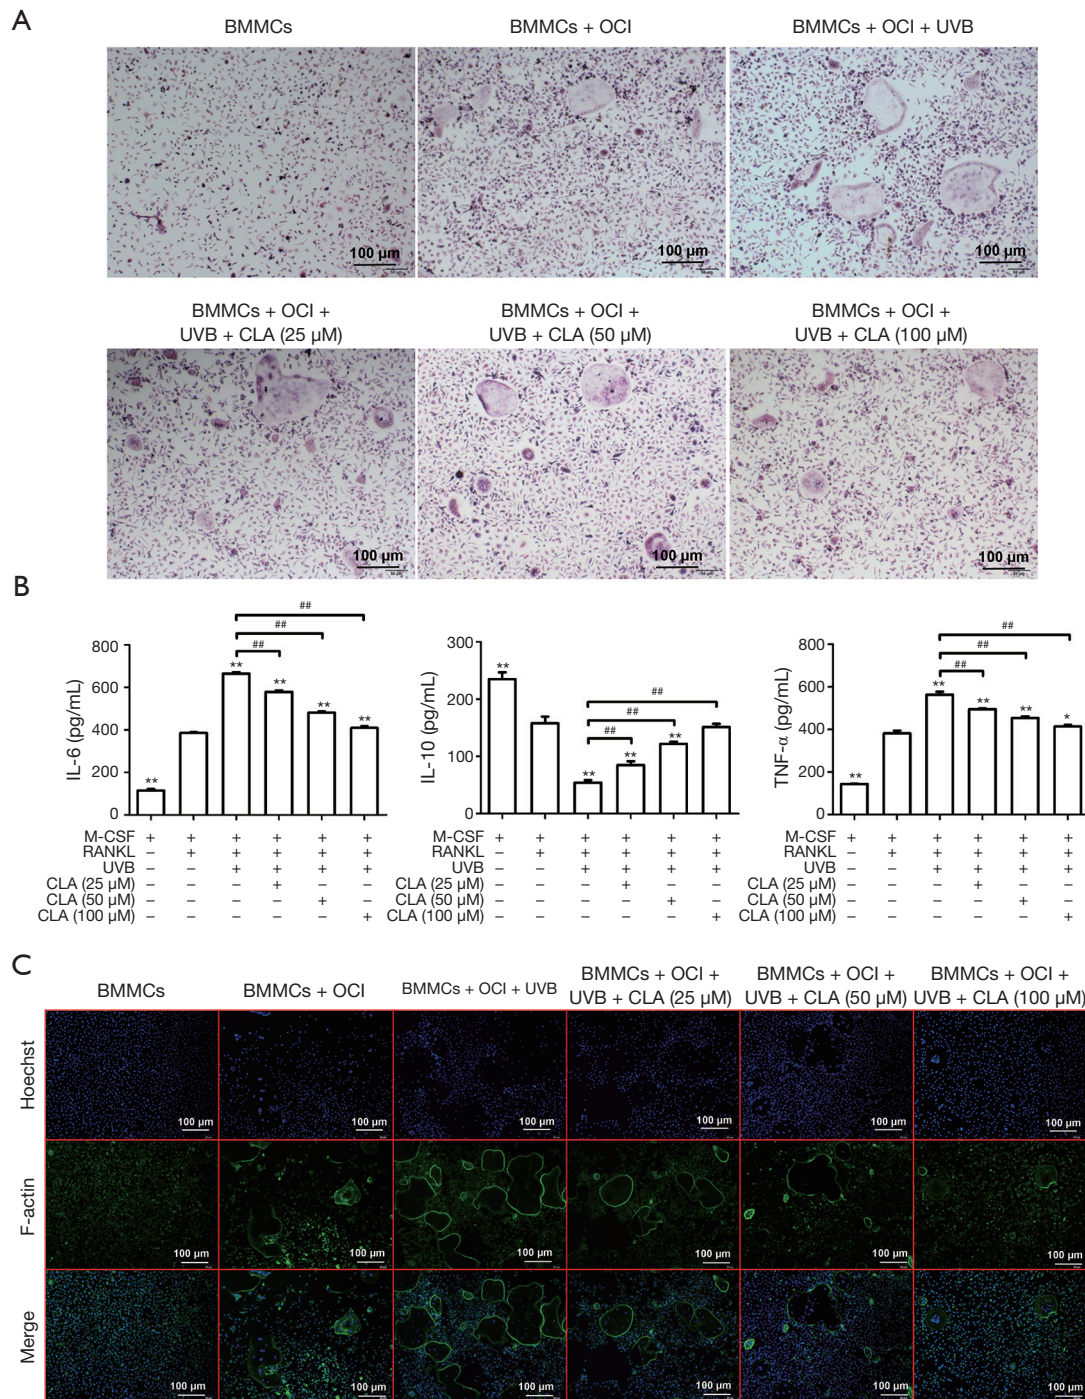 A
BMMCs
BMMCs + OCI
BMMCs + OCI + UVB
100 µm
100 µm
100 µm
BMMCs + OCI +
UVB + CLA (25 µM)
BMMCs + OCI +
UVB + CLA (50 µM)
BMMCs + OCI +
UVB + CLA (100 µM)
100 µm
100 µm
100 µm
B
IL-6 (pg/mL)
800
600
400
200
0
**
**
**
**
**
##
##
##
M-CSF + + + + + +
RANKL – + + + + +
UVB – – + + + +
CLA (25 µM) – – – + – –
CLA (50 µM) – – – – + –
CLA (100 µM) – – – – – +
IL-10 (pg/mL)
300
200
100
0
**
**
**
**
##
##
##
M-CSF + + + + + +
RANKL – + + + + +
UVB – – + + + +
CLA (25 µM) – – – + – –
CLA (50 µM) – – – – + –
CLA (100 µM) – – – – – +
TNF-α (pg/mL)
800
600
400
200
0
**
**
**
**
*
##
##
##
M-CSF + + + + + +
RANKL – + + + + +
UVB – – + + + +
CLA (25 µM) – – – + – –
CLA (50 µM) – – – – + –
CLA (100 µM) – – – – – +
C
BMMCs
BMMCs + OCI
BMMCs + OCI + UVB
BMMCs + OCI +
UVB + CLA (25 µM)
BMMCs + OCI +
UVB + CLA (50 µM)
BMMCs + OCI +
UVB + CLA (100 µM)
Hoechst
100 µm
100 µm
100 µm
100 µm
100 µm
100 µm
F-actin
100 µm
100 µm
100 µm
100 µm
100 µm
100 µm
Merge
100 µm
100 µm
100 µm
100 µm
100 µm
100 µm